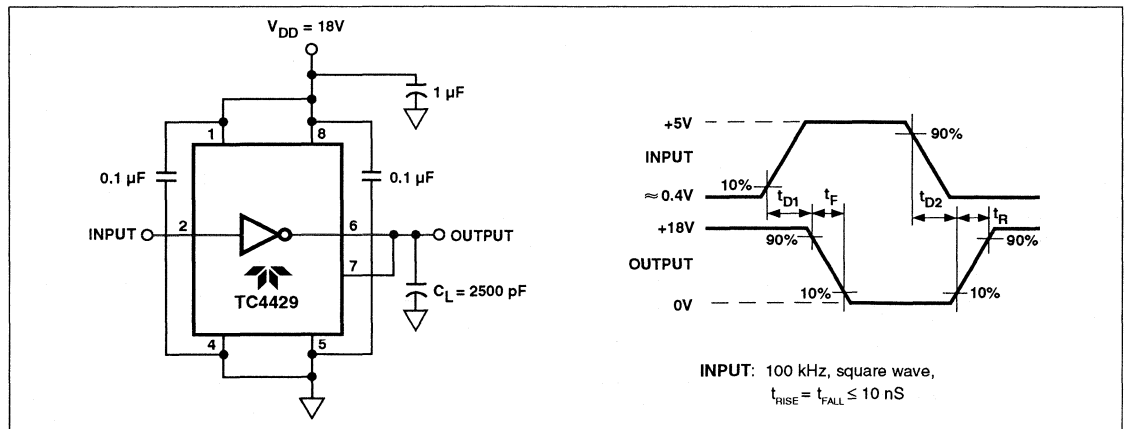 V_DD = 18V
1 µF
1
8
0.1 µF
0.1 µF
INPUT
2
6
OUTPUT
7
TC4429
C_L = 2500 pF
4
5
+5V
INPUT
90%
10%
≈ 0.4V
t_D1
t_F
t_D2
t_R
+18V
90%
90%
OUTPUT
10%
10%
0V
INPUT: 100 kHz, square wave,
t_RISE = t_FALL ≤ 10 nS